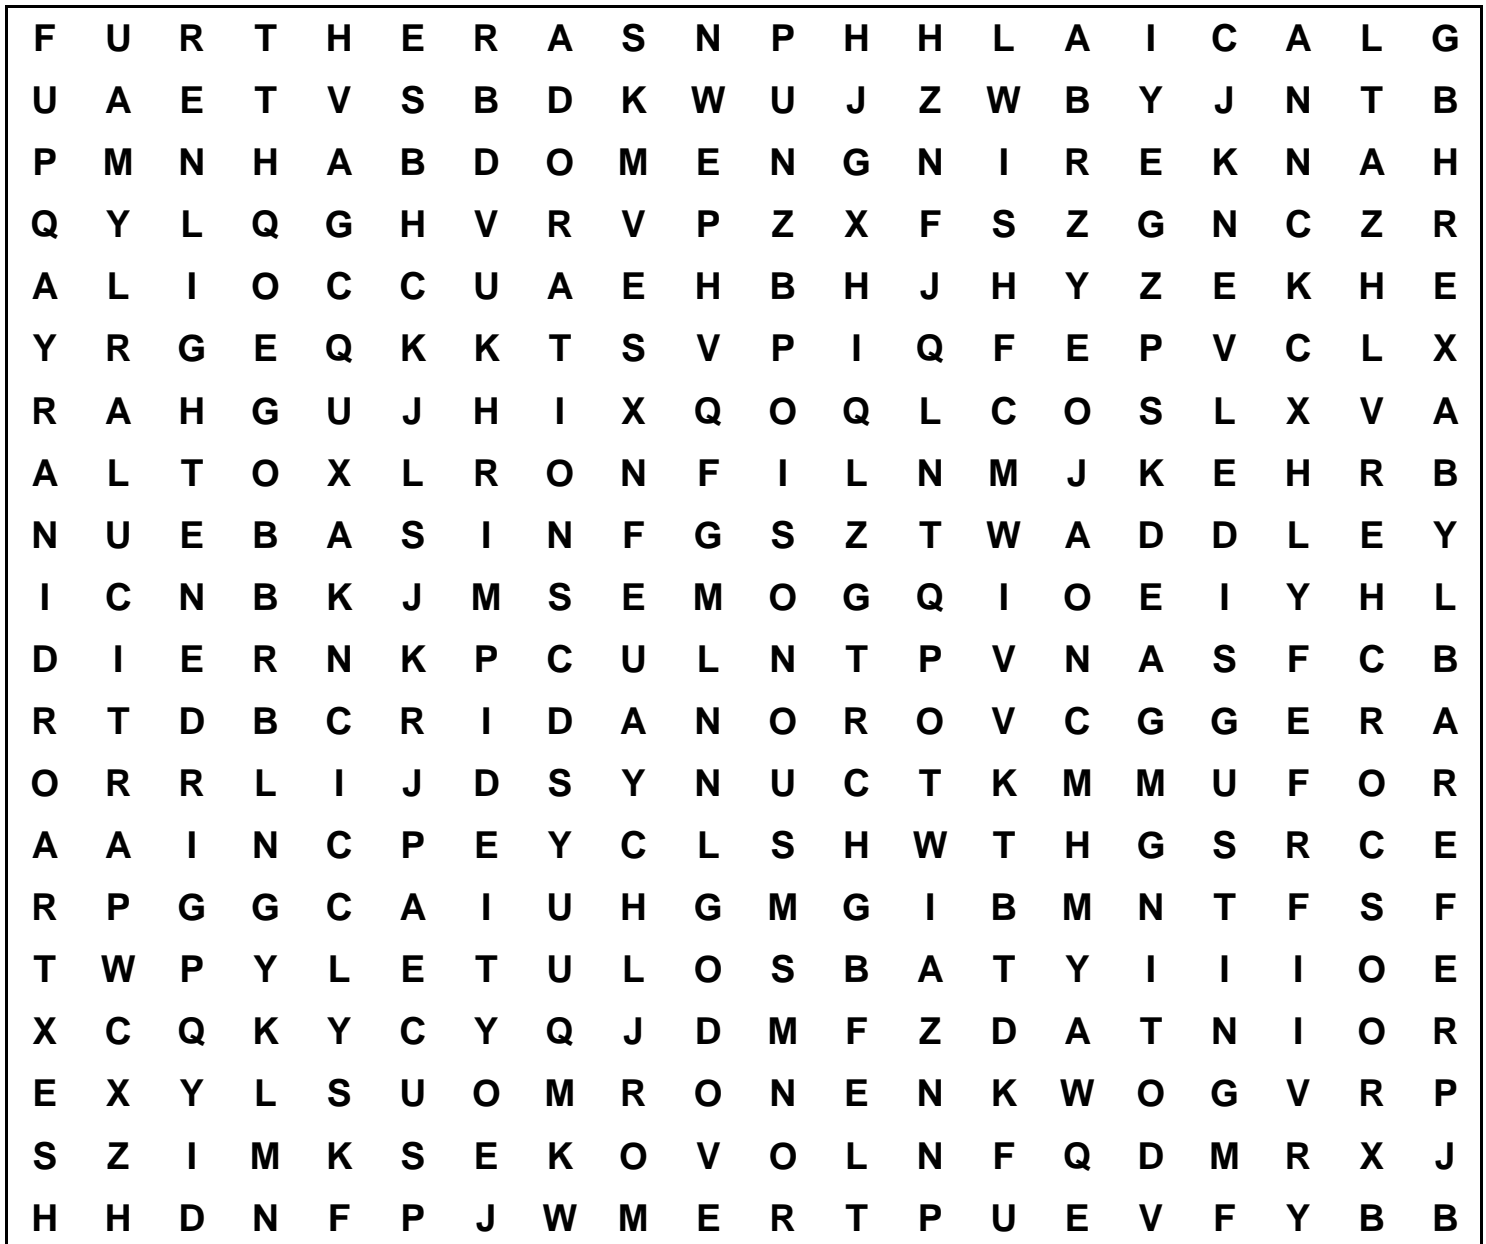 F U R T H E R A S N P H H L A I C A L G
U A E T V S B D K W U J Z W B Y J N T B
P M N H A B D O M E N G N I R E K N A H
Q Y L Q G H V R V P Z X F S Z G N C Z R
A L I O C C U A E H B H J H Y Z E K H E
Y R G E Q K K T S V P I Q F E P V C L X
R A H G U J H I X Q O Q L C O S L X V A
A L T O X L R O N F I L N M J K E H R B
N U E B A S I N F G S Z T W A D D L E Y
I C N B K J M S E M O G Q I O E I Y H L
D I E R N K P C U L N T P V N A S F C B
R T D B C R I D A N O R O V C G G E R A
O R R L I J D S Y N U C T K M M U F O R
A A I N C P E Y C L S H W T H G S R C E
R P G G C A I U H G M G I B M N T F S F
T W P Y L E T U L O S B A T Y I I I O E
X C Q K Y C Y Q J D M F Z D A T N I O R
E X Y L S U O M R O N E N K W O G V R P
S Z I M K S E K O V O L N F Q D M R X J
H H D N F P J W M E R T P U E V F Y B B